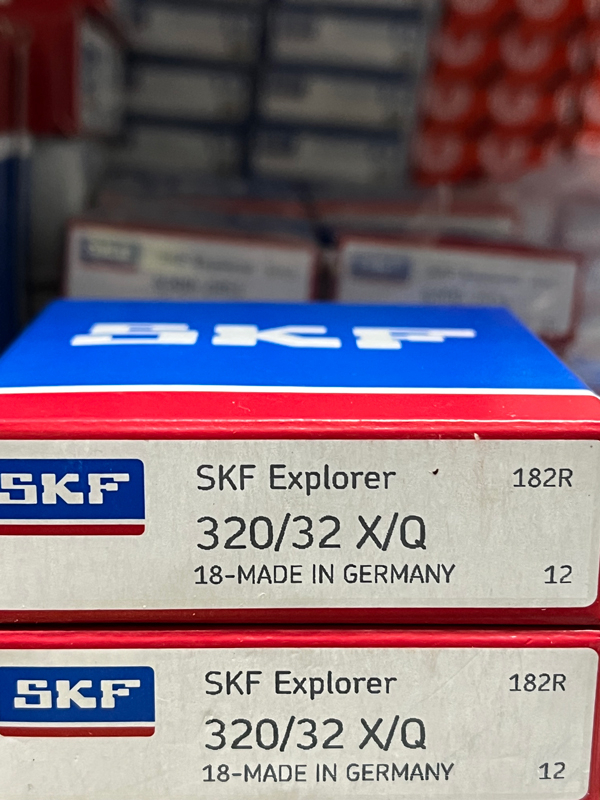 SKF
SKF
SKF
SKF Explorer
182R
320/32 X/Q
18-MADE IN GERMANY
12
SKF
SKF Explorer
182R
320/32 X/Q
18-MADE IN GERMANY
12